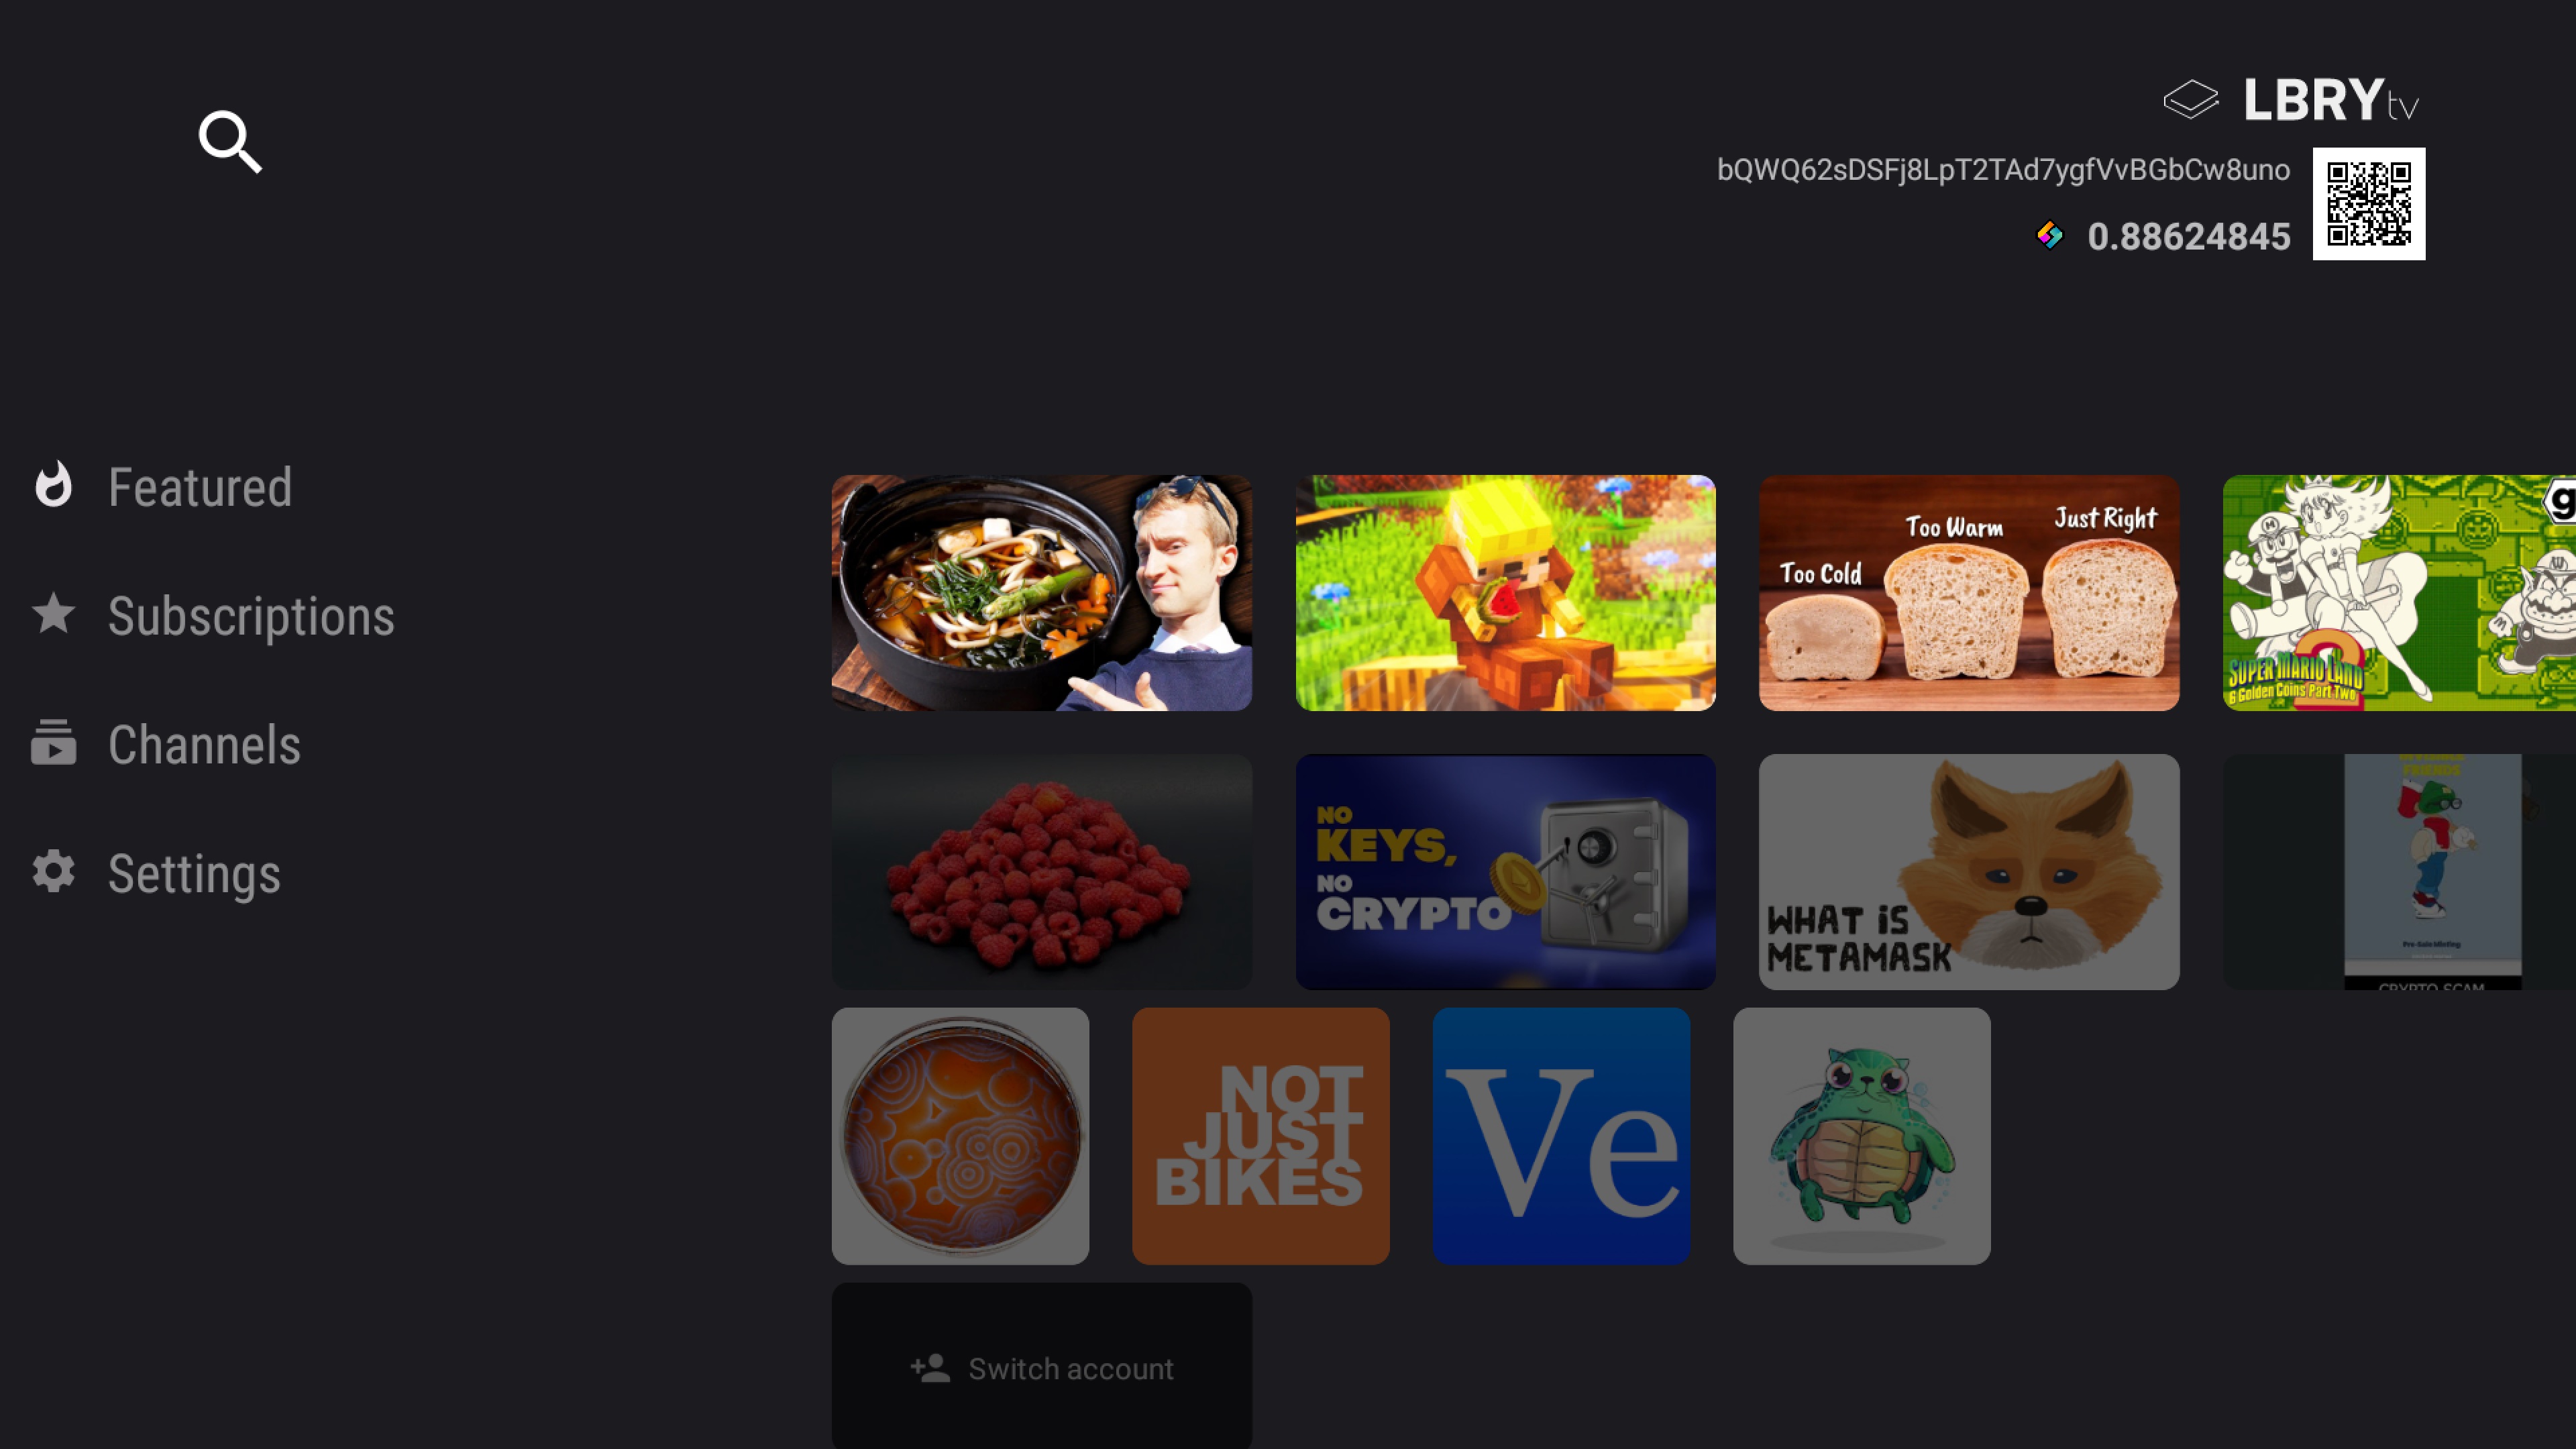 LBRYtv
bQWQ62sDSFj8LpT2TAd7ygfVvBGbCw8uno
0.88624845
Featured
Subscriptions
Channels
Settings
Too Cold
Too Warm
Just Right
g
SUPER MARIO LAND
2
6 Golden Coins Part Two
NO
KEYS,
NO
CRYPTO
WHAT iS
METAMASK
FRIENDS
CRYPTO SCAM
NOT
JUST
BIKES
Ve
Switch account